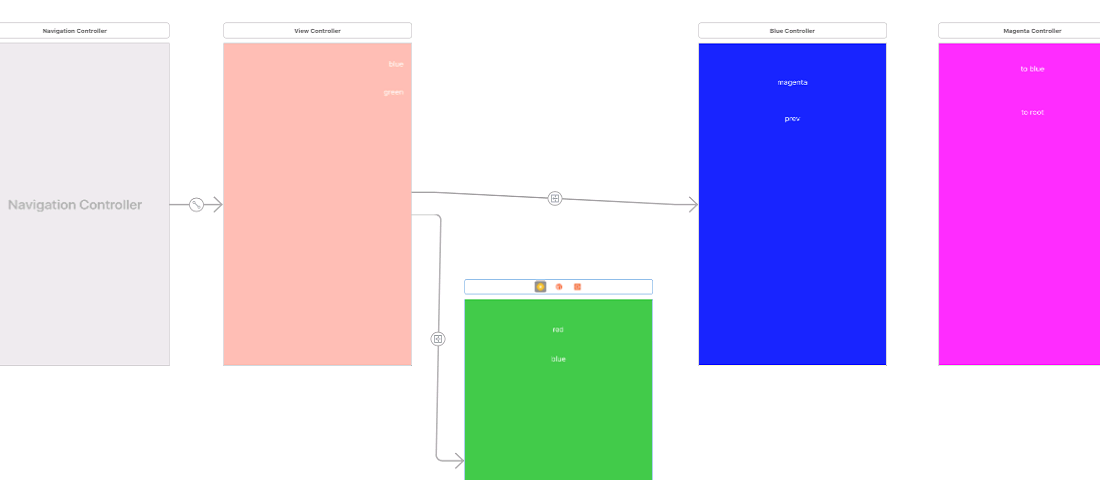 Navigation Controller
View Controller
Blue Controller
Magenta Controller
Navigation Controller
blue
green
magenta
prev
to blue
to root
red
blue